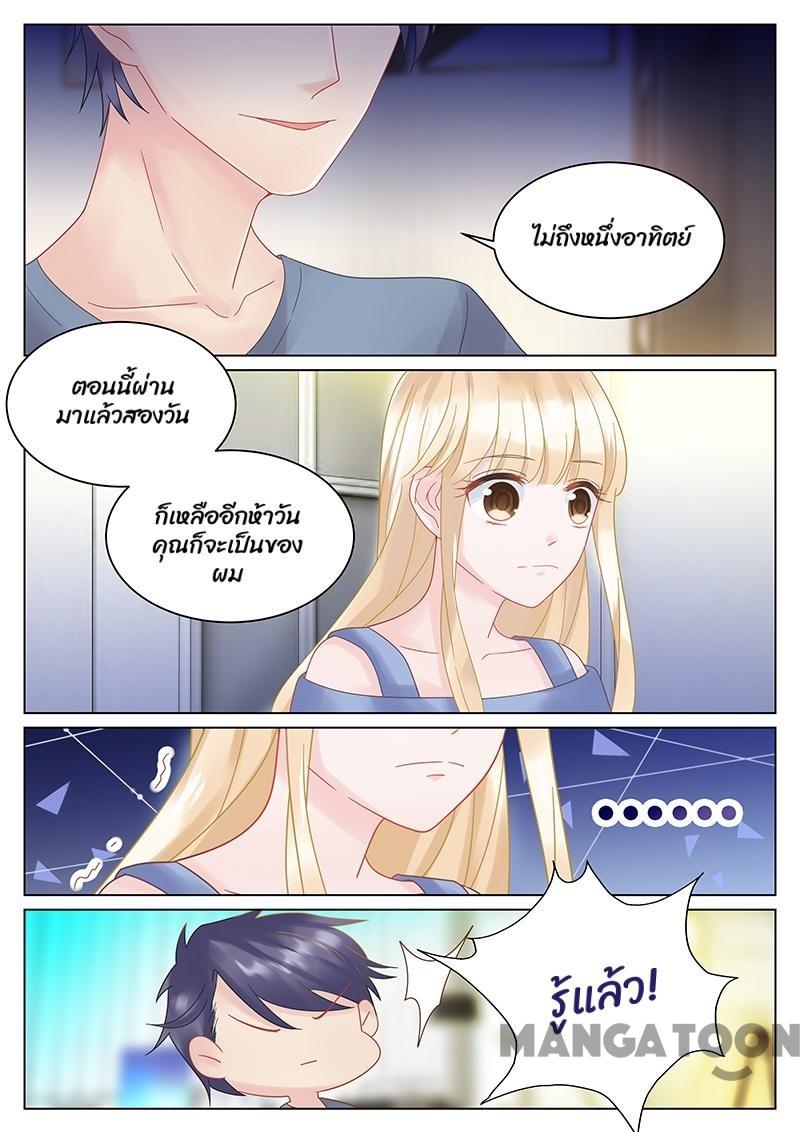 ไม่ถึงหนึ่งอาทิตย์
ตอนนี้ผ่าน
มาแล้วสองวัน
ก็เหลืออีกห้าวัน
คุณก็จะเป็นของ
ผม
รู้แล้ว!
MANGATOON